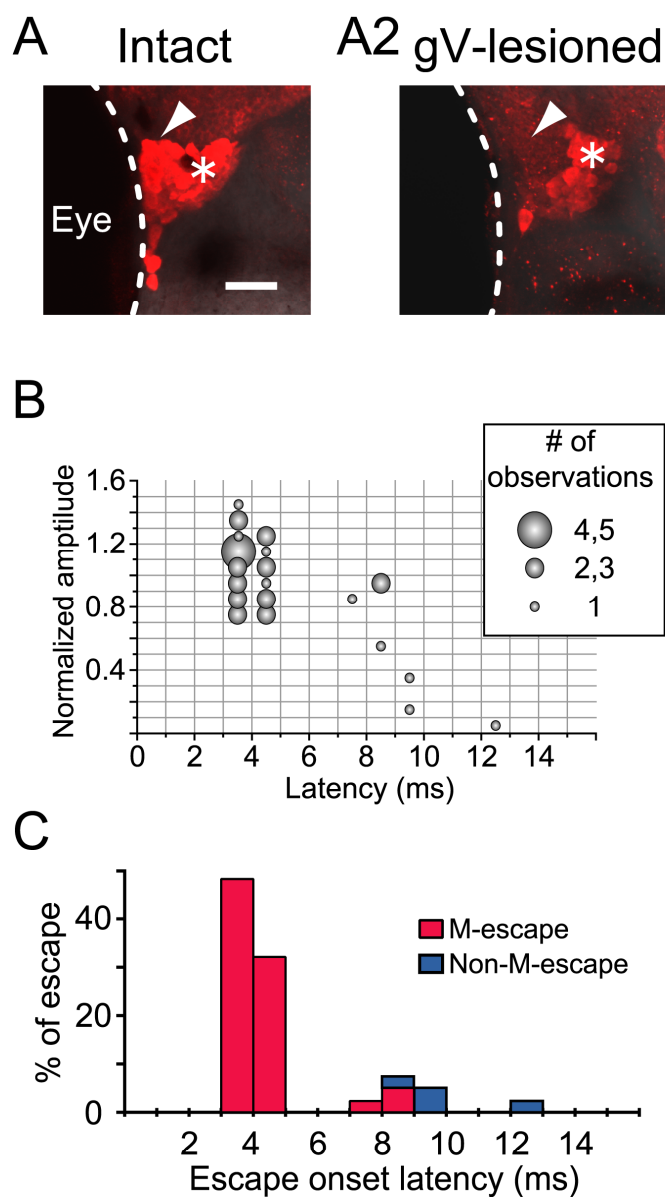 A Intact
A2 gV-lesioned
Eye
*
*
B
# of
observations
4,5
2,3
1
Normalized amptilude
1.6
1.2
0.8
0.4
0 2 4 6 8 10 12 14
Latency (ms)
C
% of escape
40
20
0
M-escape
Non-M-escape
2 4 6 8 10 12 14
Escape onset latency (ms)